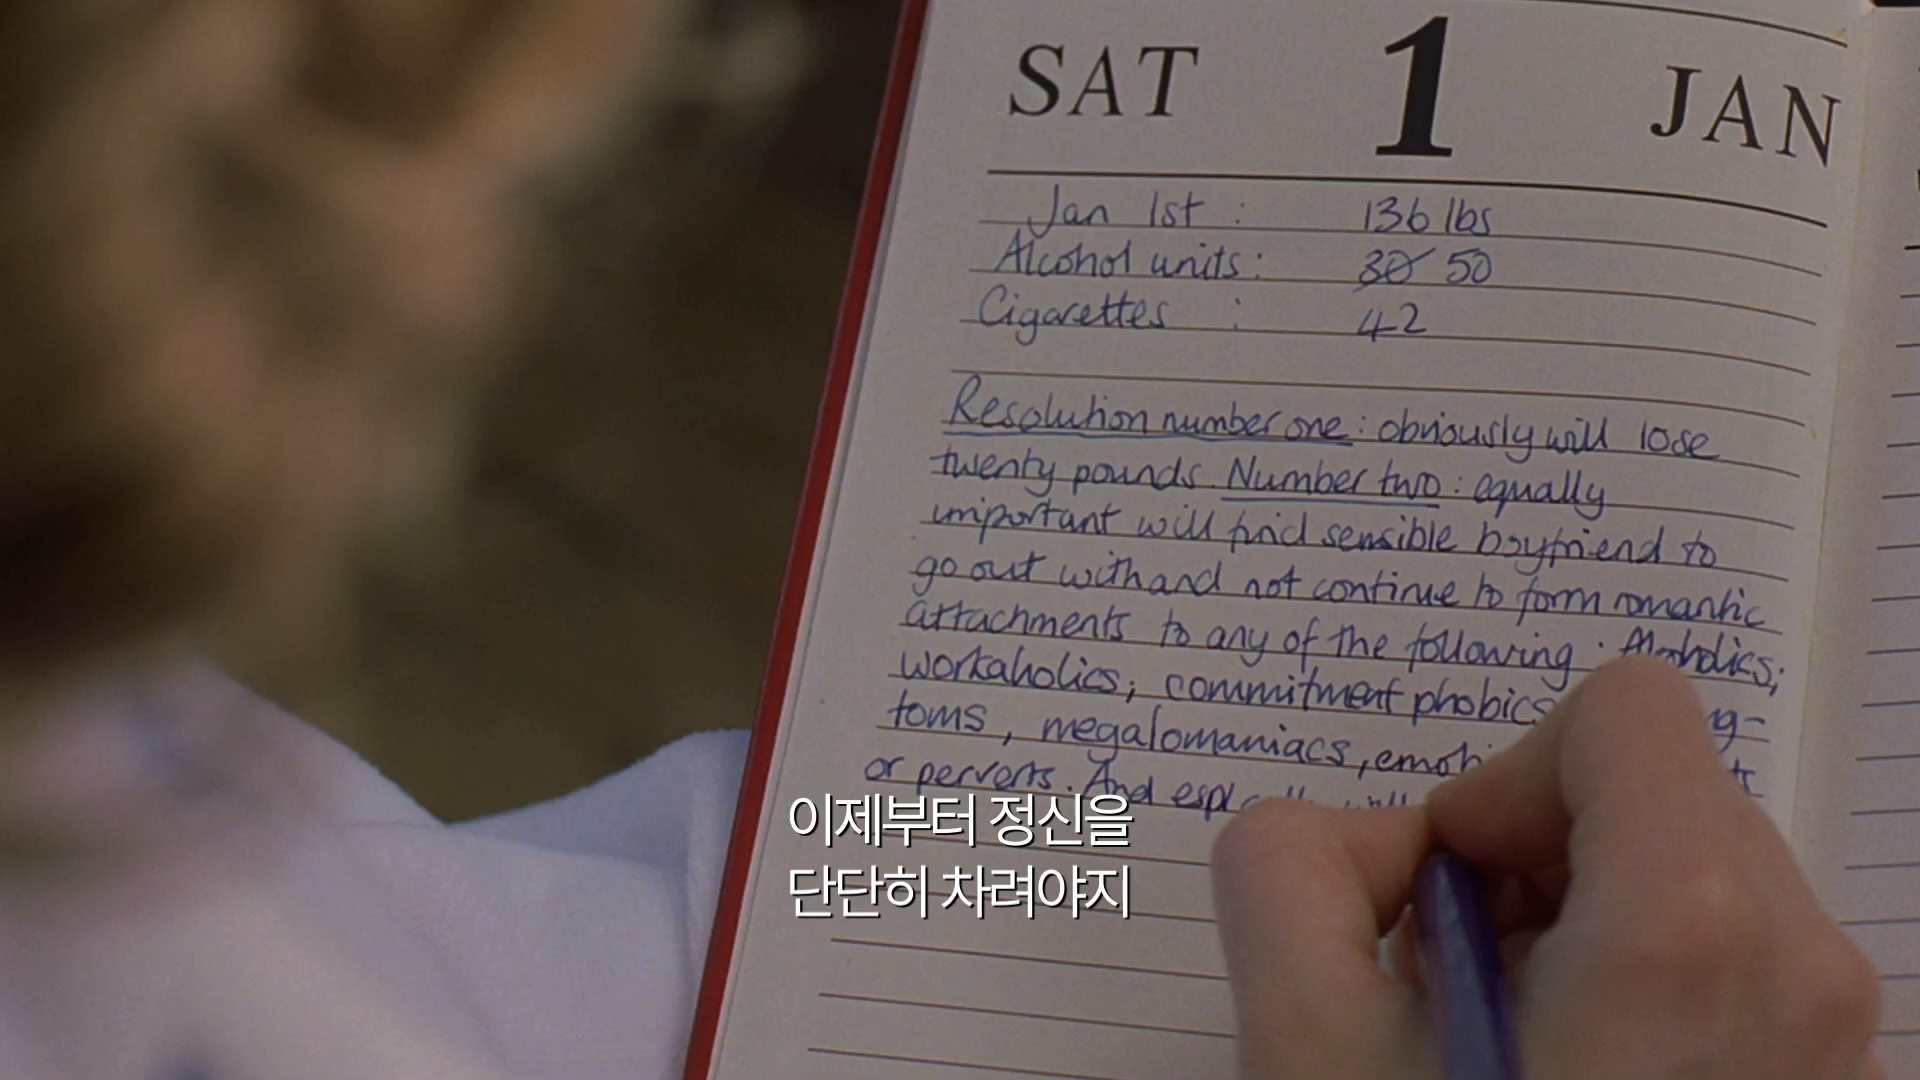 SAT 1 JAN
Jan 1st : 136 lbs
Alcohol units : 30 50
Cigarettes : 42
Resolution number one : obviously will lose
twenty pounds. Number two : equally
important will find sensible boyfriend to
go out with and not continue to form romantic
attachments to any of the following : Alcoholics;
workaholics; commitment phobics
toms, megalomaniacs, emoti
or perverts. And
이제부터 정신을
단단히 차려야지